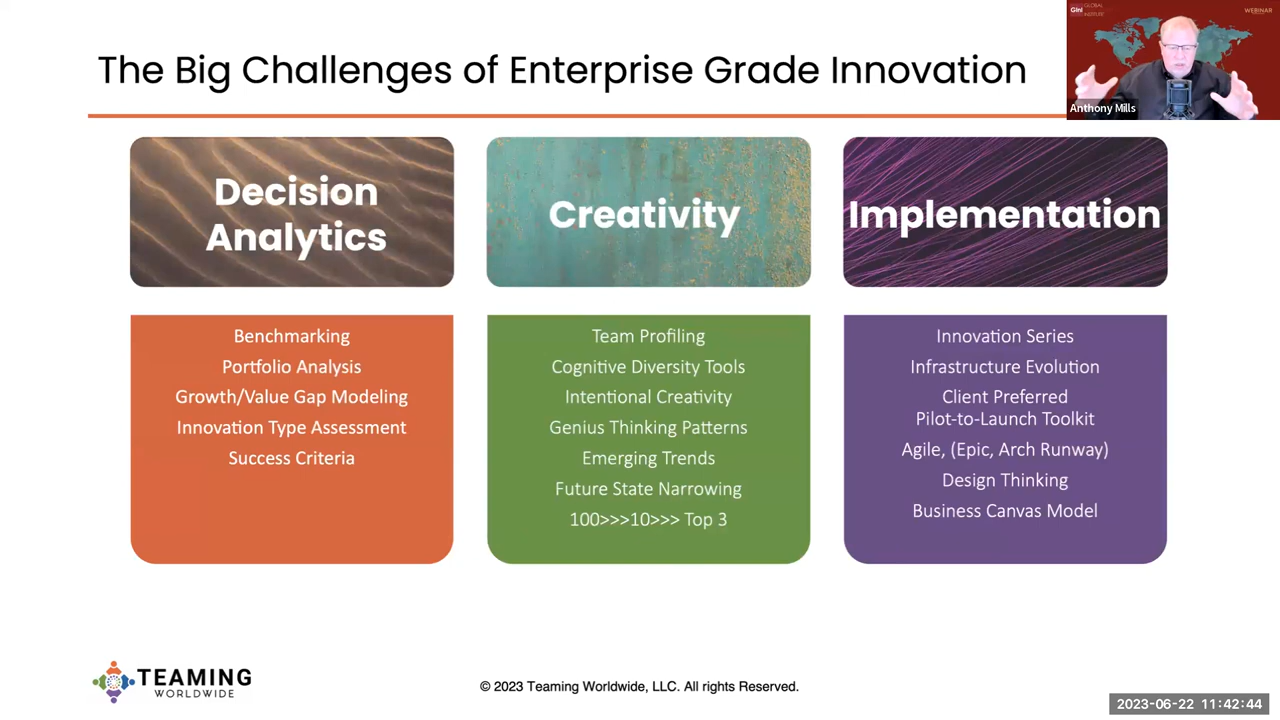 The Big Challenges of Enterprise Grade Innovation
Gini GLOBAL
INSTITUTE
WEBINAR
Anthony Mills
Decision
Analytics
Creativity
Implementation
Benchmarking
Portfolio Analysis
Growth/Value Gap Modeling
Innovation Type Assessment
Success Criteria
Team Profiling
Cognitive Diversity Tools
Intentional Creativity
Genius Thinking Patterns
Emerging Trends
Future State Narrowing
100>>>10>>> Top 3
Innovation Series
Infrastructure Evolution
Client Preferred
Pilot-to-Launch Toolkit
Agile, (Epic, Arch Runway)
Design Thinking
Business Canvas Model
TEAMING
WORLDWIDE
© 2023 Teaming Worldwide, LLC. All rights Reserved.
2023-06-22 11:42:44